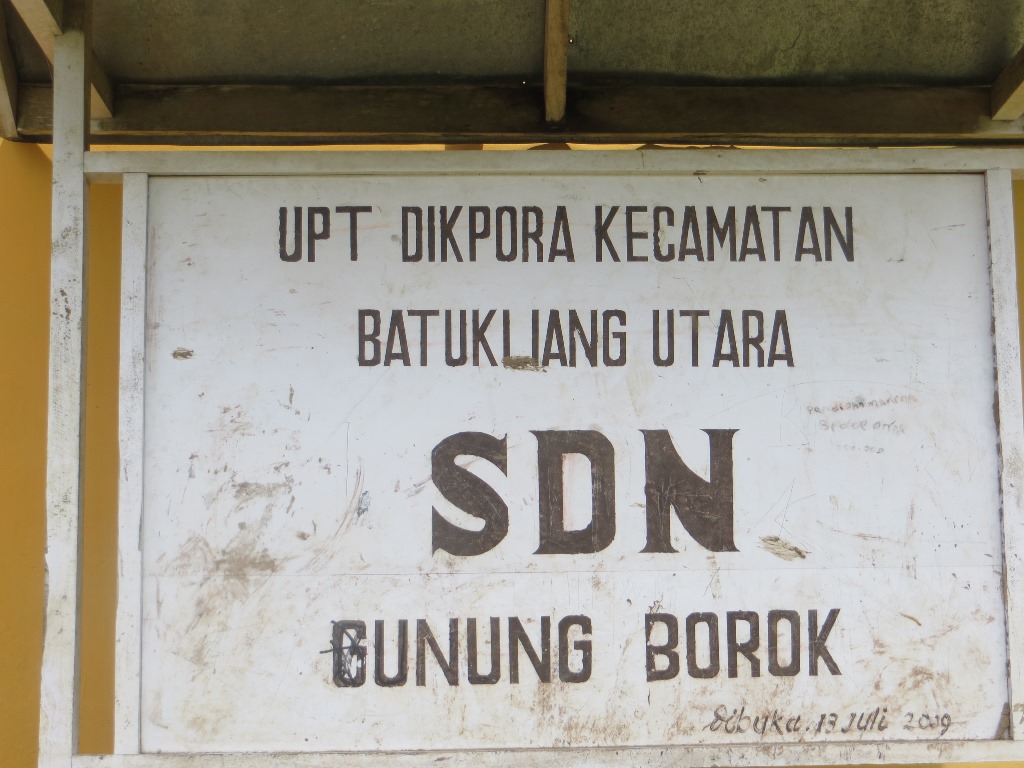 UPT DIKPORA KECAMATAN
BATUKLIANG UTARA
SDN
GUNUNG BOROK
Dibuka. 13 Juli 2009